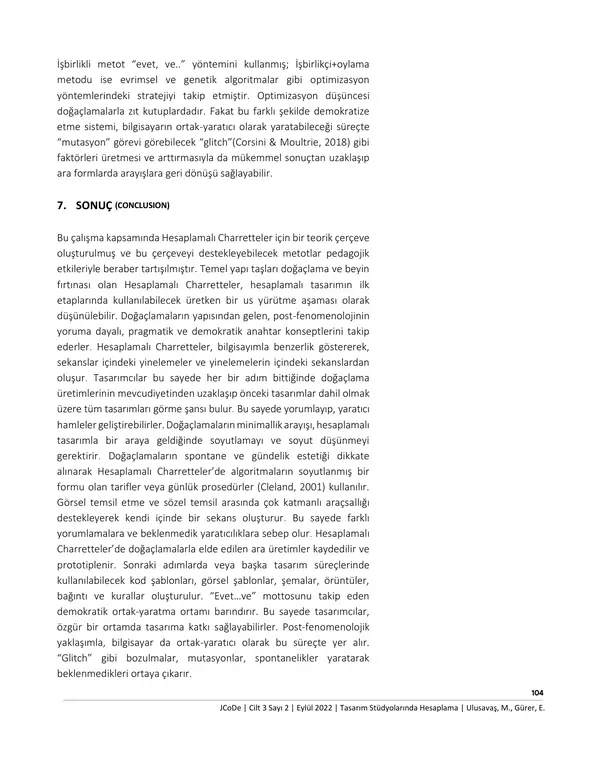 İşbirlikli metot “evet, ve..” yöntemini kullanmış; İşbirlikçi+oylama
metodu ise evrimsel ve genetik algoritmalar gibi optimizasyon
yöntemlerindeki stratejiyi takip etmiştir. Optimizasyon düşüncesi
doğaçlamalarla zıt kutuplardadır. Fakat bu farklı şekilde demokratize
etme sistemi, bilgisayarın ortak-yaratıcı olarak yaratabileceği süreçte
“mutasyon” görevi görebilecek “glitch”(Corsini & Moultrie, 2018) gibi
faktörleri üretmesi ve arttırmasıyla da mükemmel sonuçtan uzaklaşıp
ara formlarda arayışlara geri dönüşü sağlayabilir.
7. SONUÇ (CONCLUSION)
Bu çalışma kapsamında Hesaplamalı Charretteler için bir teorik çerçeve
oluşturulmuş ve bu çerçeveyi destekleyebilecek metotlar pedagojik
etkileriyle beraber tartışılmıştır. Temel yapı taşları doğaçlama ve beyin
fırtınası olan Hesaplamalı Charretteler, hesaplamalı tasarımın ilk
etaplarında kullanılabilecek üretken bir us yürütme aşaması olarak
düşünülebilir. Doğaçlamaların yapısından gelen, post-fenomenolojinin
yoruma dayalı, pragmatik ve demokratik anahtar konseptlerini takip
ederler. Hesaplamalı Charretteler, bilgisayımla benzerlik göstererek,
sekanslar içindeki yinelemeler ve yinelemelerin içindeki sekanslardan
oluşur. Tasarımcılar bu sayede her bir adım bittiğinde doğaçlama
üretimlerinin mevcudiyetinden uzaklaşıp önceki tasarımlar dahil olmak
üzere tüm tasarımları görme şansı bulur. Bu sayede yorumlayıp, yaratıcı
hamleler geliştirebilirler. Doğaçlamaların minimallik arayışı, hesaplamalı
tasarımla bir araya geldiğinde soyutlamayı ve soyut düşünmeyi
gerektirir. Doğaçlamaların spontane ve gündelik estetiği dikkate
alınarak Hesaplamalı Charretteler’de algoritmaların soyutlanmış bir
formu olan tarifler veya günlük prosedürler (Cleland, 2001) kullanılır.
Görsel temsil etme ve sözel temsil arasında çok katmanlı araçsallığı
destekleyerek kendi içinde bir sekans oluşturur. Bu sayede farklı
yorumlamalara ve beklenmedik yaratıcılıklara sebep olur. Hesaplamalı
Charretteler’de doğaçlamalarla elde edilen ara üretimler kaydedilir ve
prototiplenir. Sonraki adımlarda veya başka tasarım süreçlerinde
kullanılabilecek kod şablonları, görsel şablonlar, şemalar, örüntüler,
bağıntı ve kurallar oluşturulur. “Evet…ve” mottosunu takip eden
demokratik ortak-yaratma ortamı barındırır. Bu sayede tasarımcılar,
özgür bir ortamda tasarıma katkı sağlayabilirler. Post-fenomenolojik
yaklaşımla, bilgisayar da ortak-yaratıcı olarak bu süreçte yer alır.
“Glitch” gibi bozulmalar, mutasyonlar, spontanelikler yaratarak
beklenmedikleri ortaya çıkarır.
104
JCoDe | Cilt 3 Sayı 2 | Eylül 2022 | Tasarım Stüdyolarında Hesaplama | Ulusavaş, M., Gürer, E.